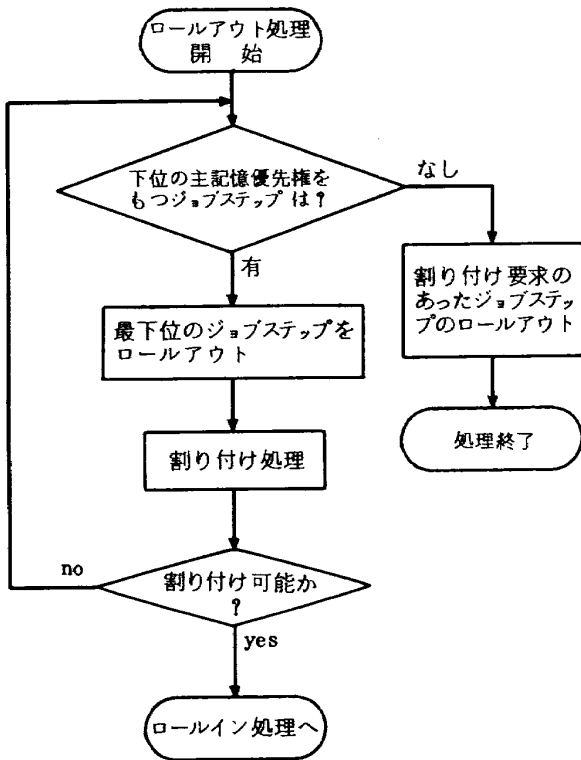 ロールアウト処理
開 始
下位の主記憶優先権を
もつジョブステップは?
なし
有
割り付け要求の
あったジョブステッ
プのロールアウト
最下位のジョブステップを
ロールアウト
処理終了
割り付け処理
no
割り付け可能か
?
yes
ロールイン処理へ